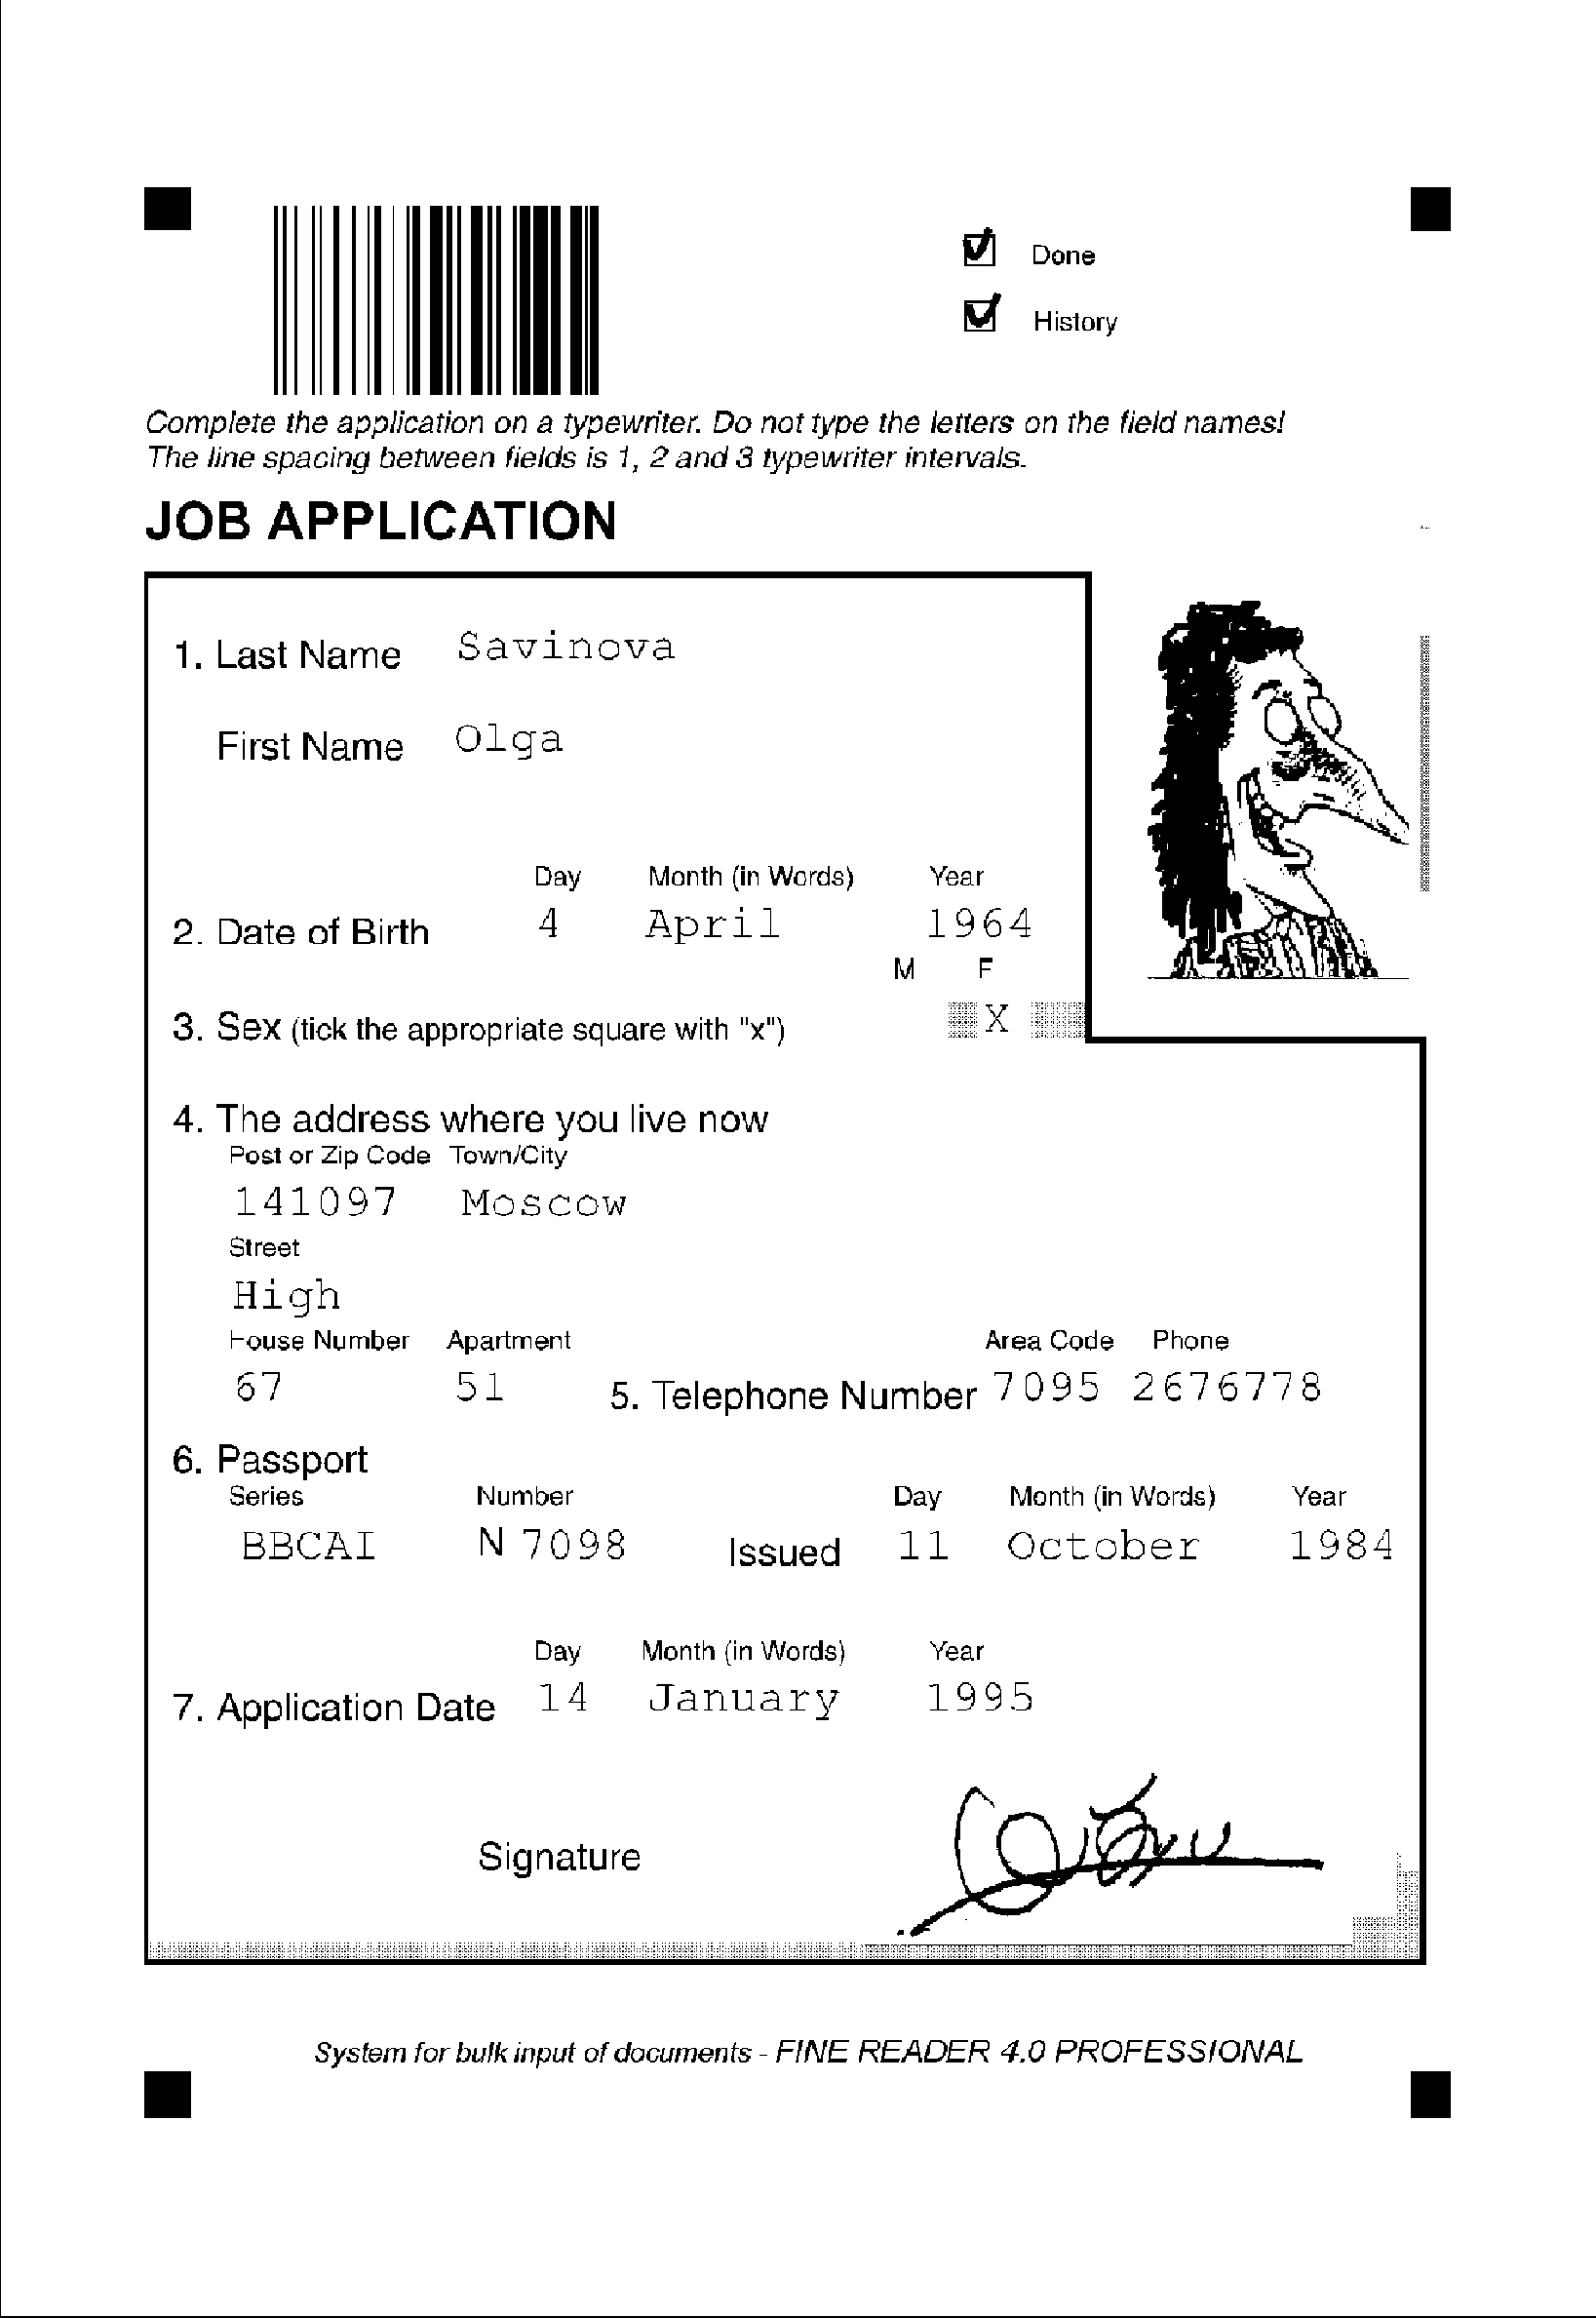 Done
History
Complete the application on a typewriter. Do not type the letters on the field names!
The line spacing between fields is 1, 2 and 3 typewriter intervals.
JOB APPLICATION
1. Last Name Savinova
First Name Olga
Day Month (in Words) Year
2. Date of Birth 4 April 1964
M F
3. Sex (tick the appropriate square with "x") X
4. The address where you live now
Post or Zip Code Town/City
141097 Moscow
Street
High
House Number Apartment Area Code Phone
67 51 5. Telephone Number 7095 2676778
6. Passport
Series Number Day Month (in Words) Year
BBCAI N 7098 Issued 11 October 1984
Day Month (in Words) Year
7. Application Date 14 January 1995
Signature
System for bulk input of documents - FINE READER 4.0 PROFESSIONAL